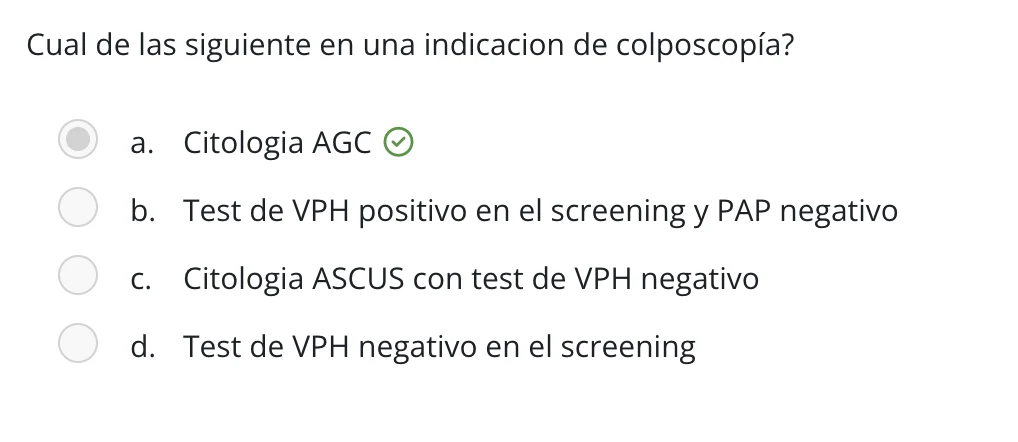 Cual de las siguiente en una indicacion de colposcopía?
a. Citologia AGC
b. Test de VPH positivo en el screening y PAP negativo
c. Citologia ASCUS con test de VPH negativo
d. Test de VPH negativo en el screening